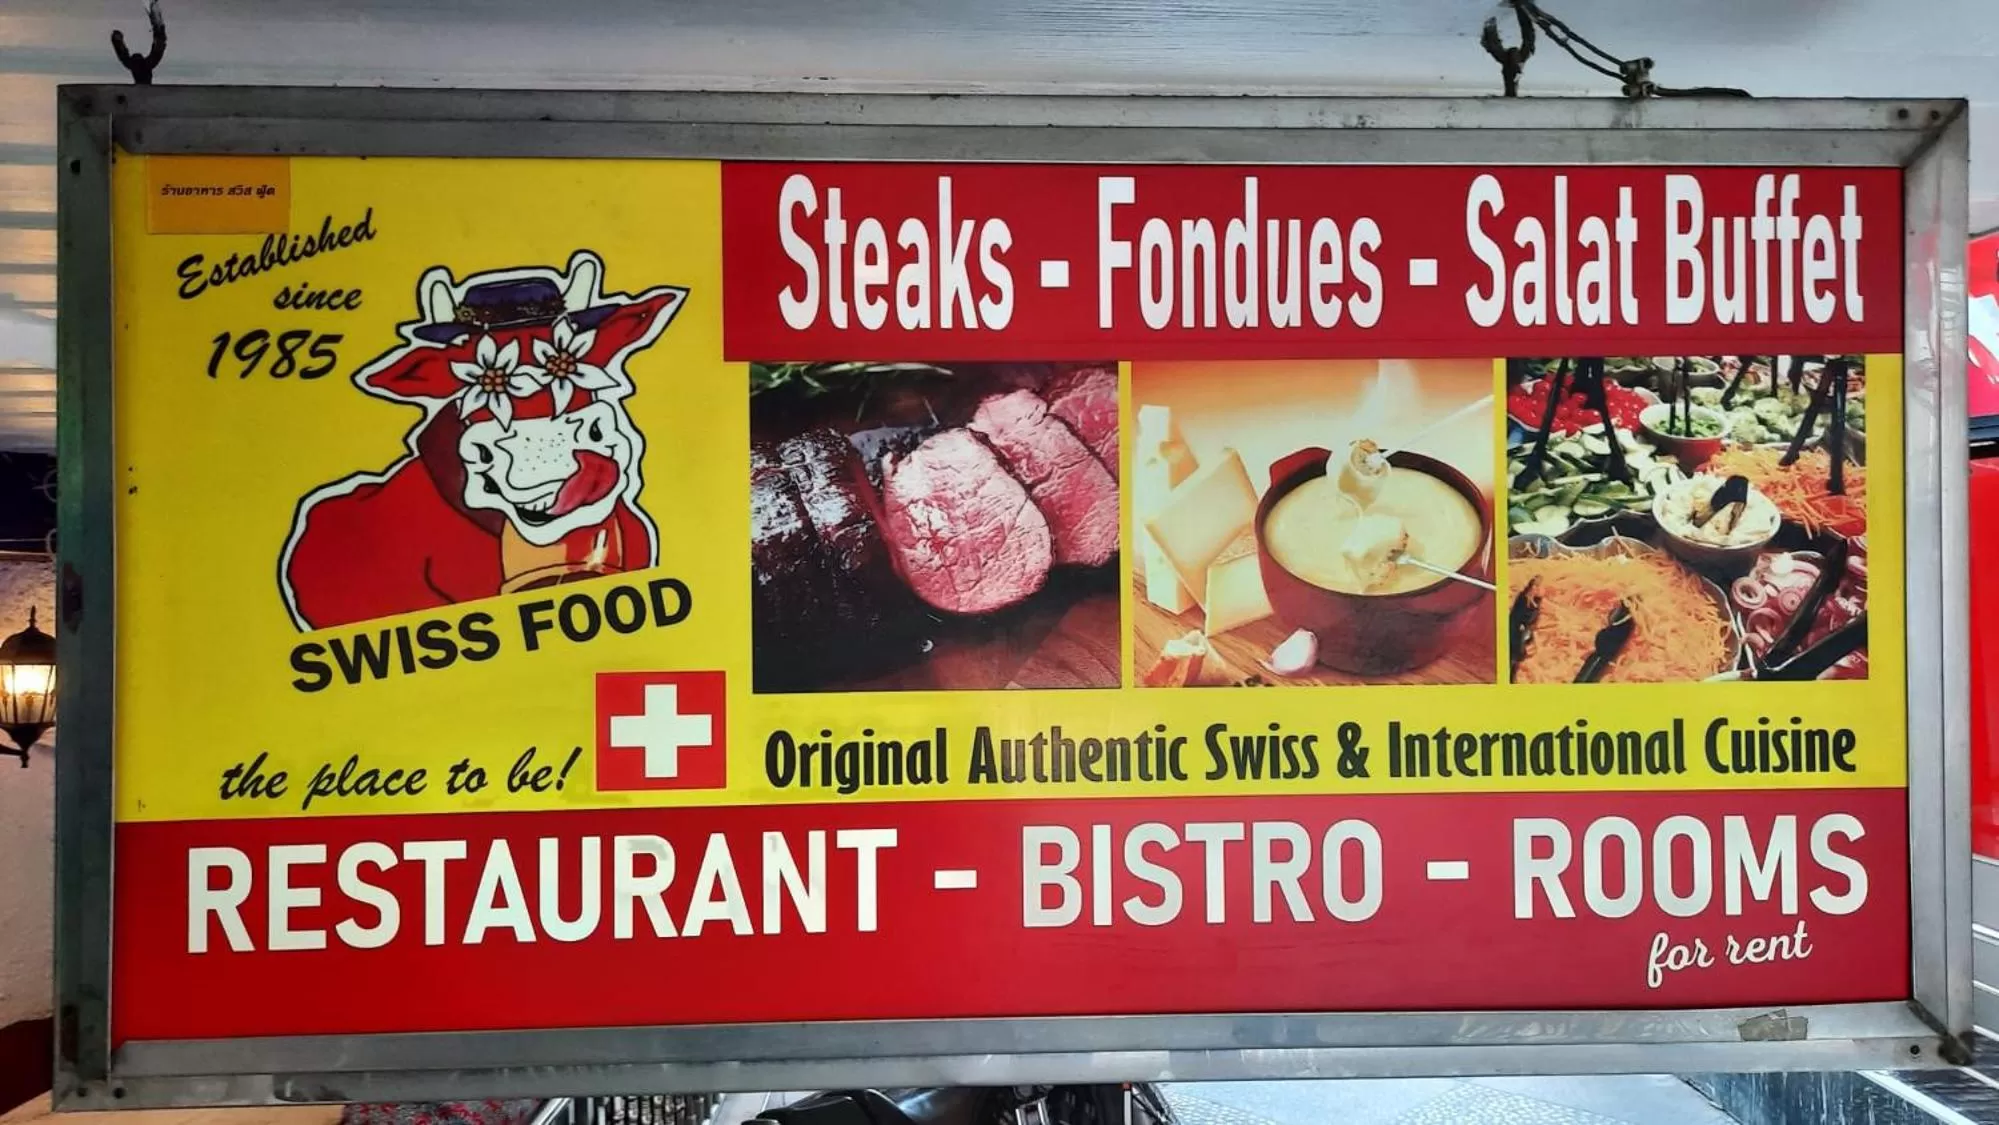 ร้านอาหาร สวิส ฟู้ด
Established
since
1985
SWISS FOOD
the place to be!
Steaks - Fondues - Salat Buffet
Original Authentic Swiss & International Cuisine
RESTAURANT - BISTRO - ROOMS
for rent